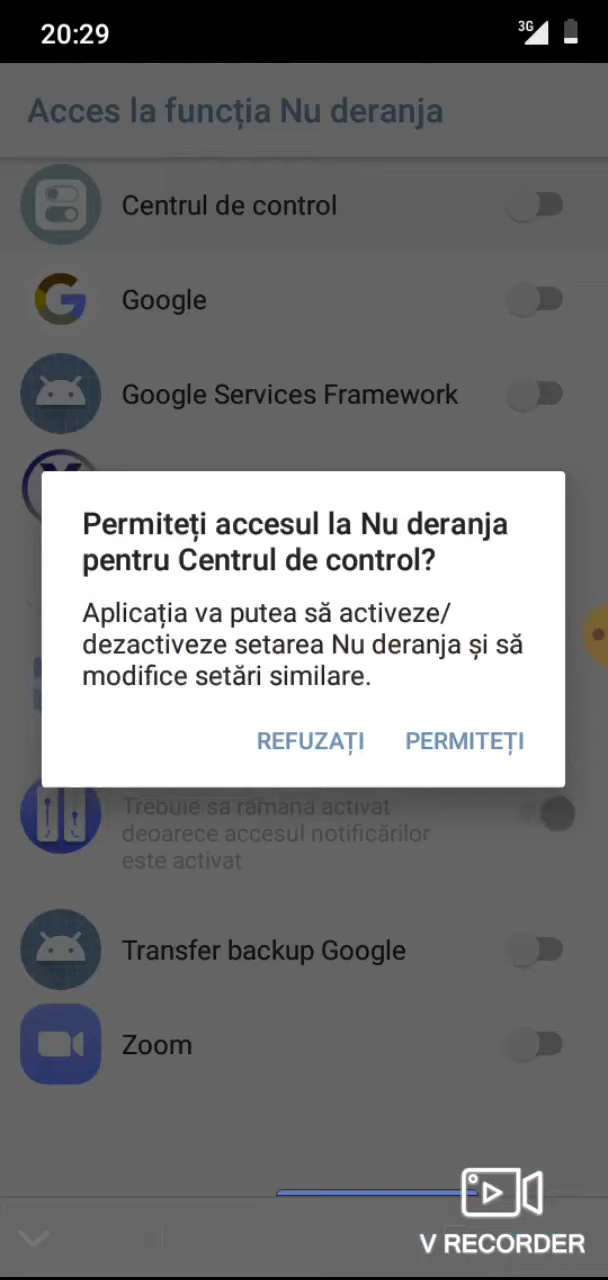 20:29
3G
Acces la funcția Nu deranja
Centrul de control
Google
Google Services Framework
Permiteți accesul la Nu deranja
pentru Centrul de control?
Aplicația va putea să activeze/
dezactiveze setarea Nu deranja și să
modifice setări similare.
REFUZAȚI PERMITEȚI
Trebuie să rămână activat
deoarece accesul notificărilor
este activat
Transfer backup Google
Zoom
V RECORDER